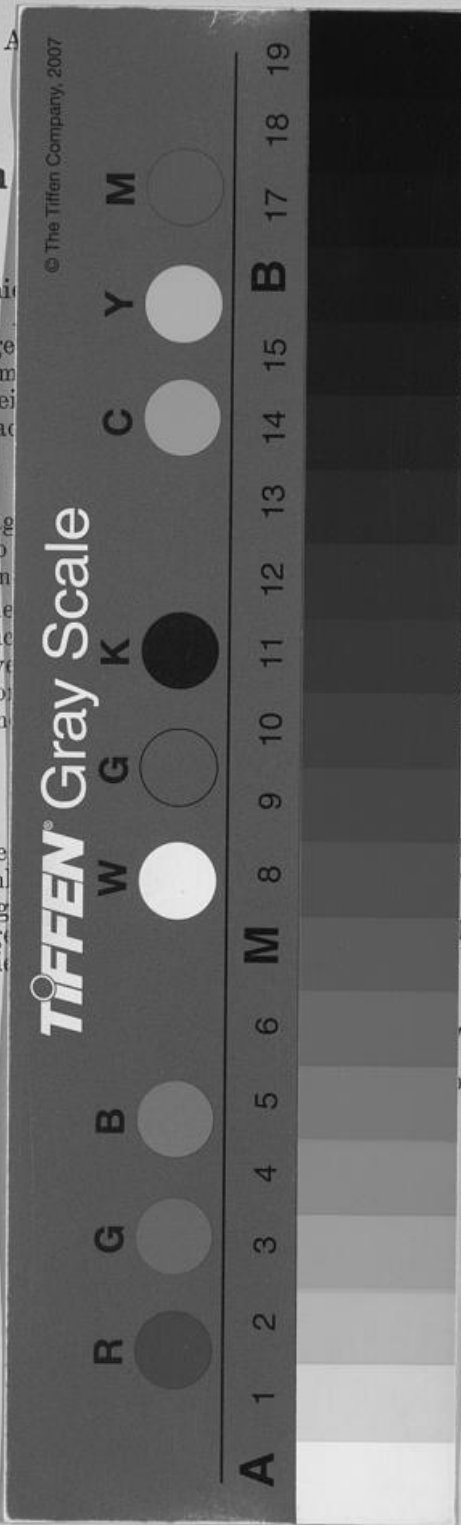 © The Tiffen Company, 2007
TIFFEN® Gray Scale
R G B W G K C Y M
A 1 2 3 4 5 6 M 8 9 10 11 12 13 14 15 B 17 18 19